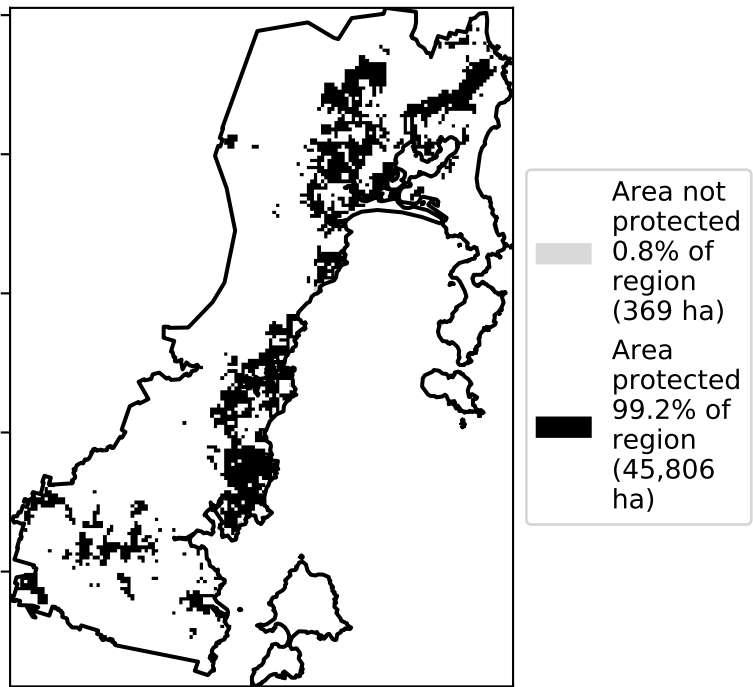 Area not
protected
0.8% of
region
(369 ha)
Area
protected
99.2% of
region
(45,806
ha)